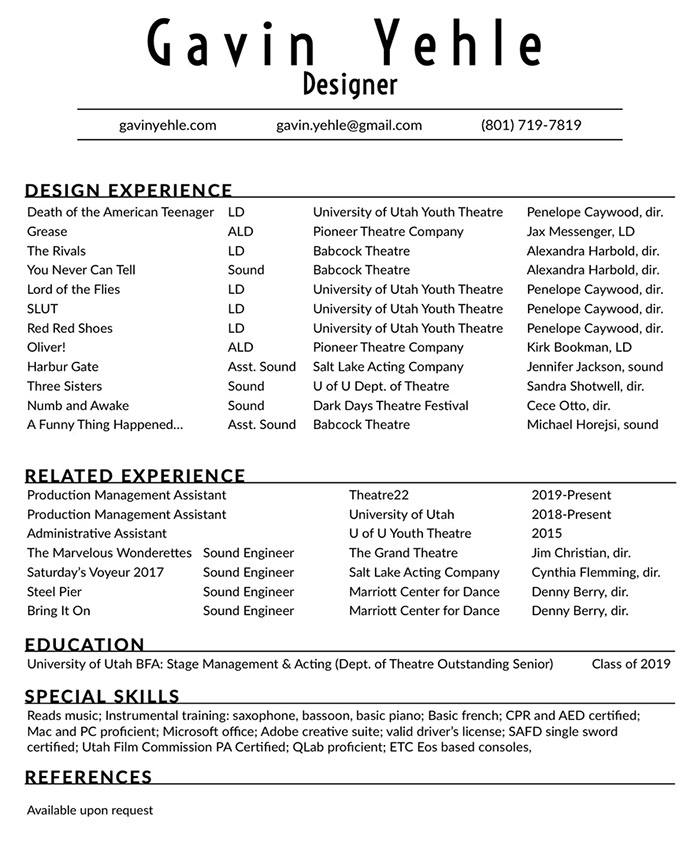 Gavin Yehle
Designer
gavinyehle.com gavin.yehle@gmail.com (801) 719-7819
DESIGN EXPERIENCE
Death of the American Teenager LD University of Utah Youth Theatre Penelope Caywood, dir.
Grease ALD Pioneer Theatre Company Jax Messenger, LD
The Rivals LD Babcock Theatre Alexandra Harbold, dir.
You Never Can Tell Sound Babcock Theatre Alexandra Harbold, dir.
Lord of the Flies LD University of Utah Youth Theatre Penelope Caywood, dir.
SLUT LD University of Utah Youth Theatre Penelope Caywood, dir.
Red Red Shoes LD University of Utah Youth Theatre Penelope Caywood, dir.
Oliver! ALD Pioneer Theatre Company Kirk Bookman, LD
Harbur Gate Asst. Sound Salt Lake Acting Company Jennifer Jackson, sound
Three Sisters Sound U of U Dept. of Theatre Sandra Shotwell, dir.
Numb and Awake Sound Dark Days Theatre Festival Cece Otto, dir.
A Funny Thing Happened... Asst. Sound Babcock Theatre Michael Horejsi, sound
RELATED EXPERIENCE
Production Management Assistant Theatre22 2019-Present
Production Management Assistant University of Utah 2018-Present
Administrative Assistant U of U Youth Theatre 2015
The Marvelous Wonderettes Sound Engineer The Grand Theatre Jim Christian, dir.
Saturday's Voyeur 2017 Sound Engineer Salt Lake Acting Company Cynthia Flemming, dir.
Steel Pier Sound Engineer Marriott Center for Dance Denny Berry, dir.
Bring It On Sound Engineer Marriott Center for Dance Denny Berry, dir.
EDUCATION
University of Utah BFA: Stage Management & Acting (Dept. of Theatre Outstanding Senior) Class of 2019
SPECIAL SKILLS
Reads music; Instrumental training: saxophone, bassoon, basic piano; Basic french; CPR and AED certified;
Mac and PC proficient; Microsoft office; Adobe creative suite; valid driver's license; SAFD single sword
certified; Utah Film Commission PA Certified; QLab proficient; ETC Eos based consoles,
REFERENCES
Available upon request